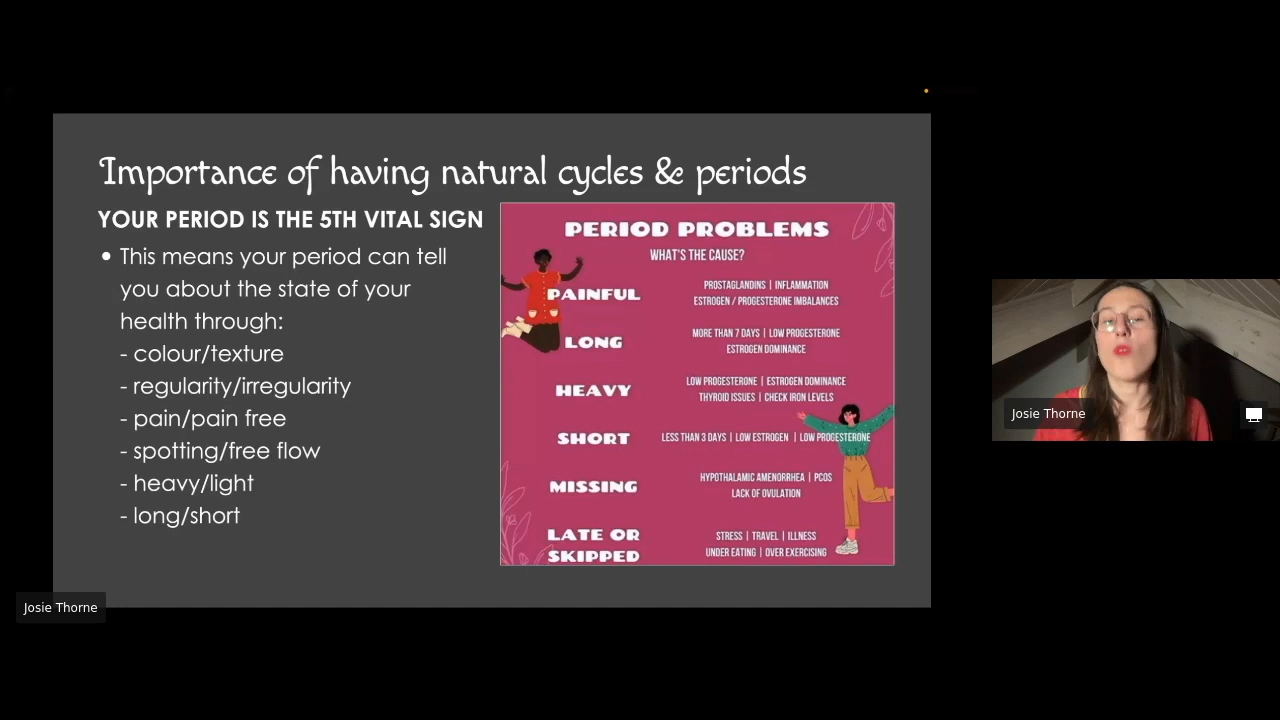 Importance of having natural cycles & periods
YOUR PERIOD IS THE 5TH VITAL SIGN
• This means your period can tell
you about the state of your
health through:
- colour/texture
- regularity/irregularity
- pain/pain free
- spotting/free flow
- heavy/light
- long/short
PERIOD PROBLEMS
WHAT'S THE CAUSE?
PAINFUL
PROSTAGLANDINS | INFLAMMATION
ESTROGEN / PROGESTERONE IMBALANCES
LONG
MORE THAN 7 DAYS | LOW PROGESTERONE
ESTROGEN DOMINANCE
HEAVY
LOW PROGESTERONE | ESTROGEN DOMINANCE
THYROID ISSUES | CHECK IRON LEVELS
SHORT
LESS THAN 3 DAYS | LOW ESTROGEN | LOW PROGESTERONE
MISSING
HYPOTHALAMIC AMENORRHEA | PCOS
LACK OF OVULATION
LATE OR
SKIPPED
STRESS | TRAVEL | ILLNESS
UNDER EATING | OVER EXERCISING
Josie Thorne
Josie Thorne